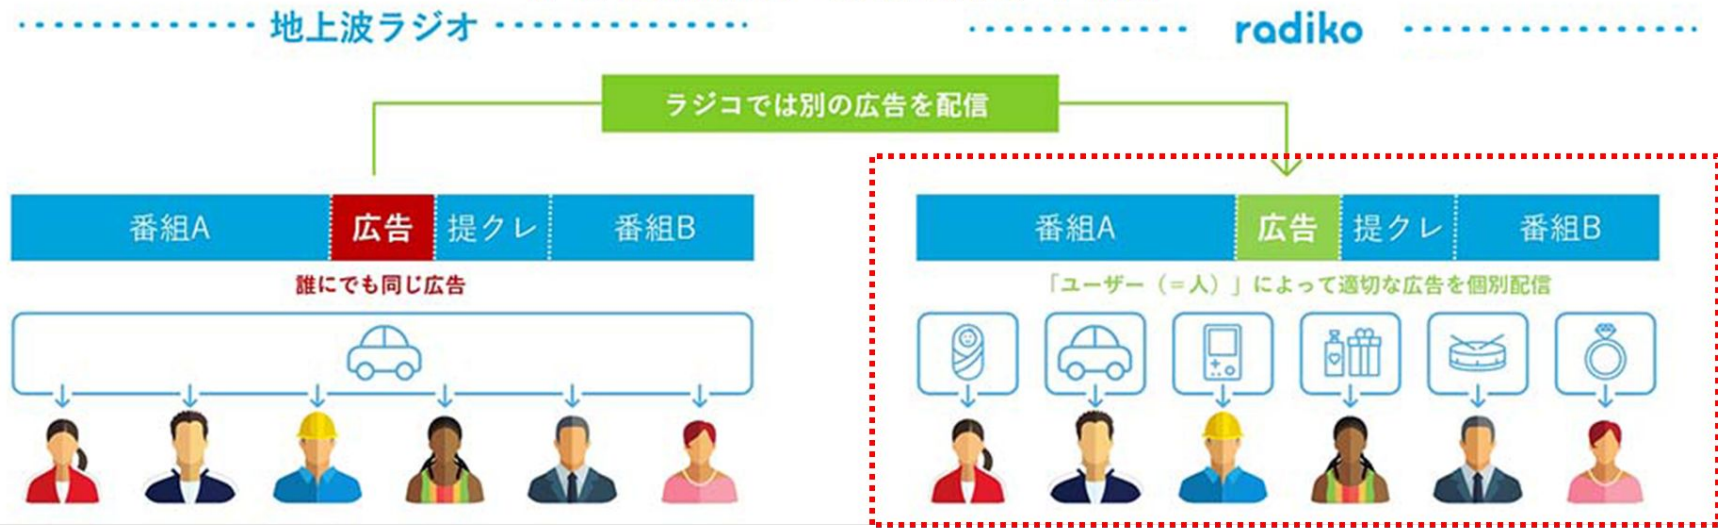 地上波ラジオ
radiko
ラジコでは別の広告を配信
番組A
広告
提クレ
番組B
誰にでも同じ広告
番組A
広告
提クレ
番組B
「ユーザー（＝人）」によって適切な広告を個別配信